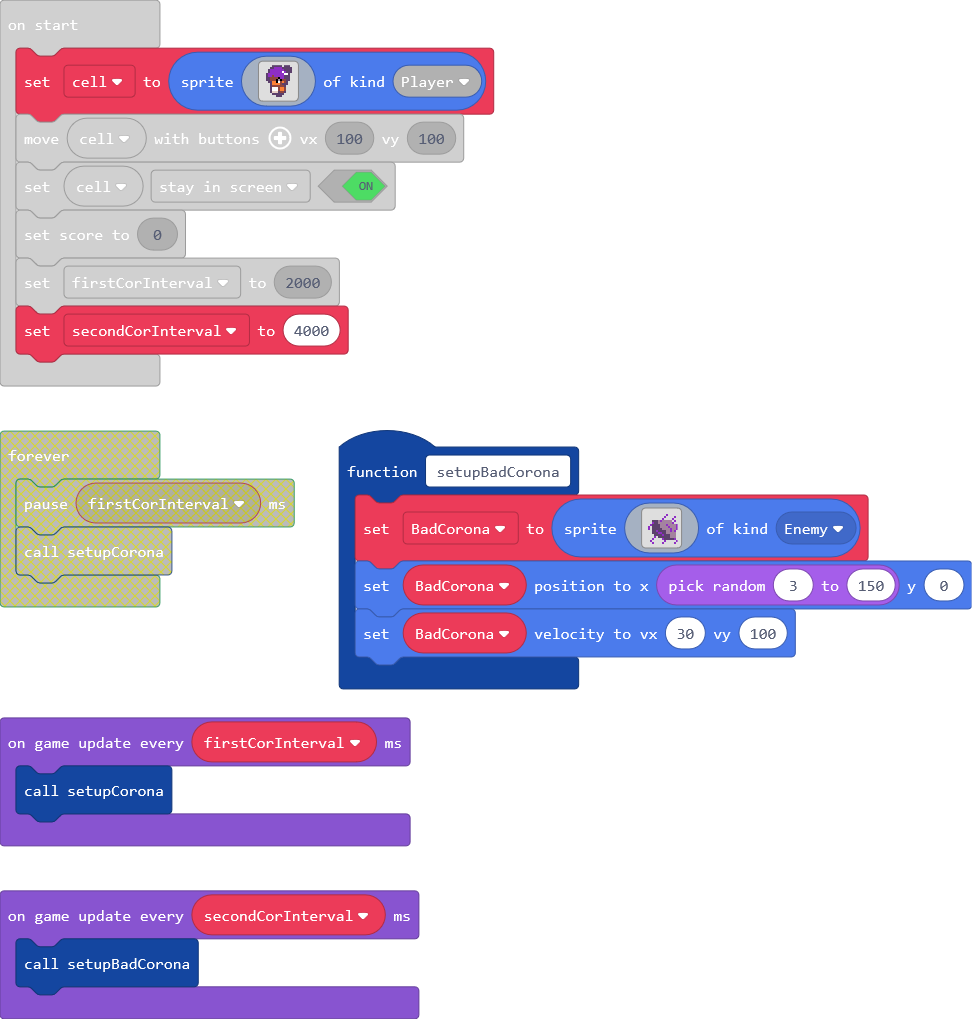 on start
set cell to sprite of kind Player
move cell with buttons vx 100 vy 100
set cell stay in screen ON
set score to 0
set firstCorInterval to 2000
set secondCorInterval to 4000
forever
pause firstCorInterval ms
call setupCorona
function setupBadCorona
set BadCorona to sprite of kind Enemy
set BadCorona position to x pick random 3 to 150 y 0
set BadCorona velocity to vx 30 vy 100
on game update every firstCorInterval ms
call setupCorona
on game update every secondCorInterval ms
call setupBadCorona